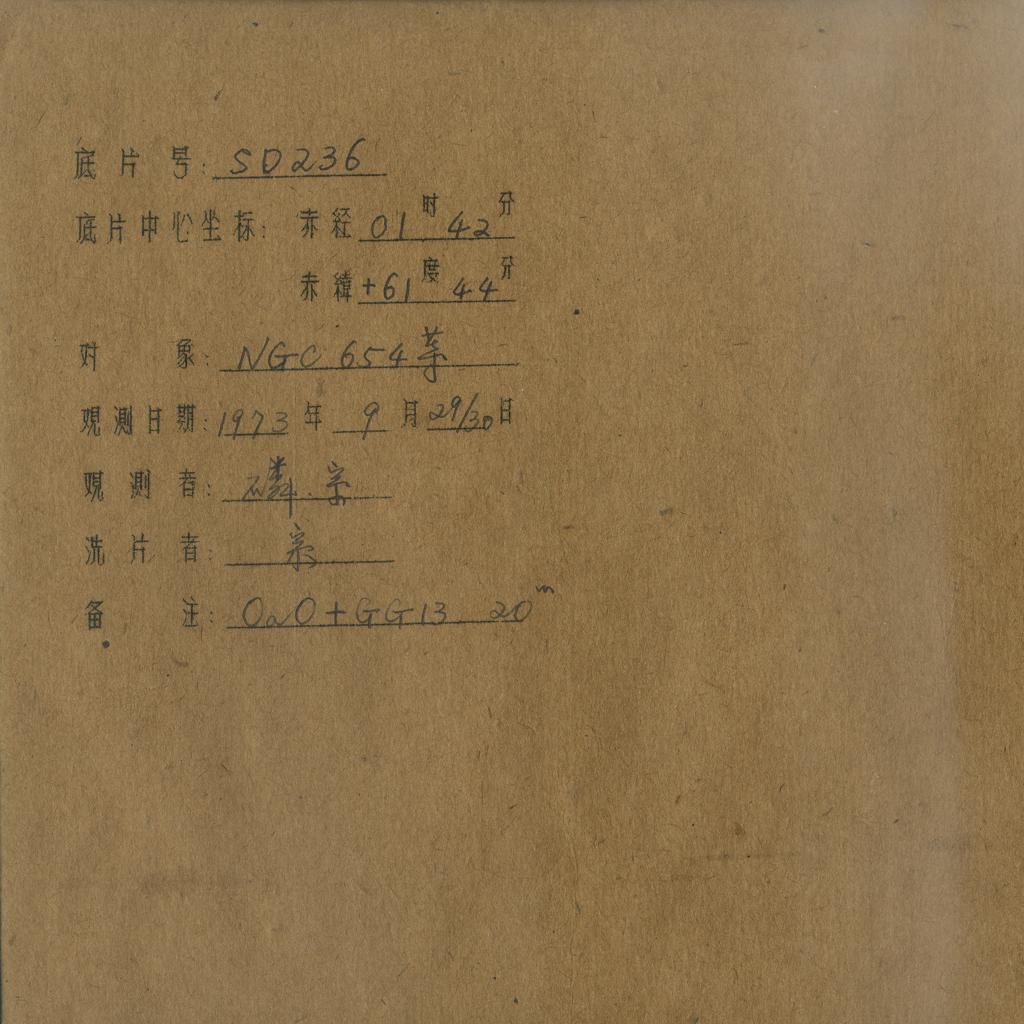 底片号: SD236
底片中心坐标: 赤经 01时 42分
赤纬 +61度 44分
对象: NGC 654等
观测日期: 1973年 9月 29/30日
观测者: 磷.宗
洗片者: 宗
备注: OaO+GG13 20m